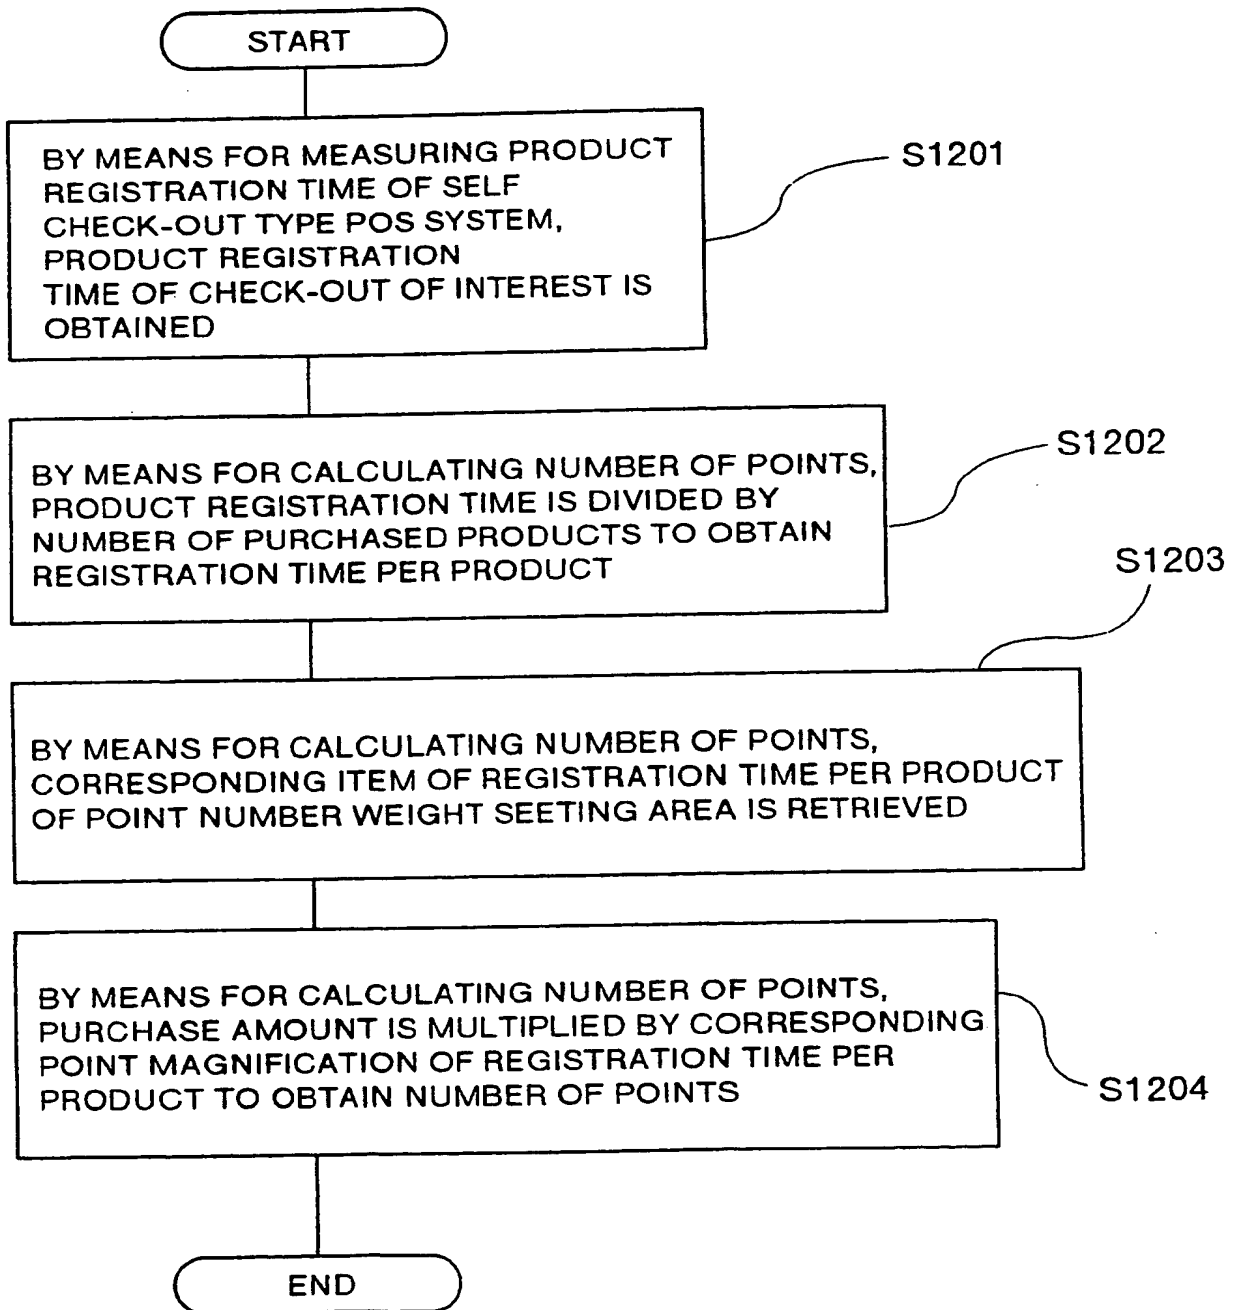 START
BY MEANS FOR MEASURING PRODUCT
REGISTRATION TIME OF SELF
CHECK-OUT TYPE POS SYSTEM,
PRODUCT REGISTRATION
TIME OF CHECK-OUT OF INTEREST IS
OBTAINED
S1201
BY MEANS FOR CALCULATING NUMBER OF POINTS,
PRODUCT REGISTRATION TIME IS DIVIDED BY
NUMBER OF PURCHASED PRODUCTS TO OBTAIN
REGISTRATION TIME PER PRODUCT
S1202
S1203
BY MEANS FOR CALCULATING NUMBER OF POINTS,
CORRESPONDING ITEM OF REGISTRATION TIME PER PRODUCT
OF POINT NUMBER WEIGHT SEETING AREA IS RETRIEVED
BY MEANS FOR CALCULATING NUMBER OF POINTS,
PURCHASE AMOUNT IS MULTIPLIED BY CORRESPONDING
POINT MAGNIFICATION OF REGISTRATION TIME PER
PRODUCT TO OBTAIN NUMBER OF POINTS
S1204
END